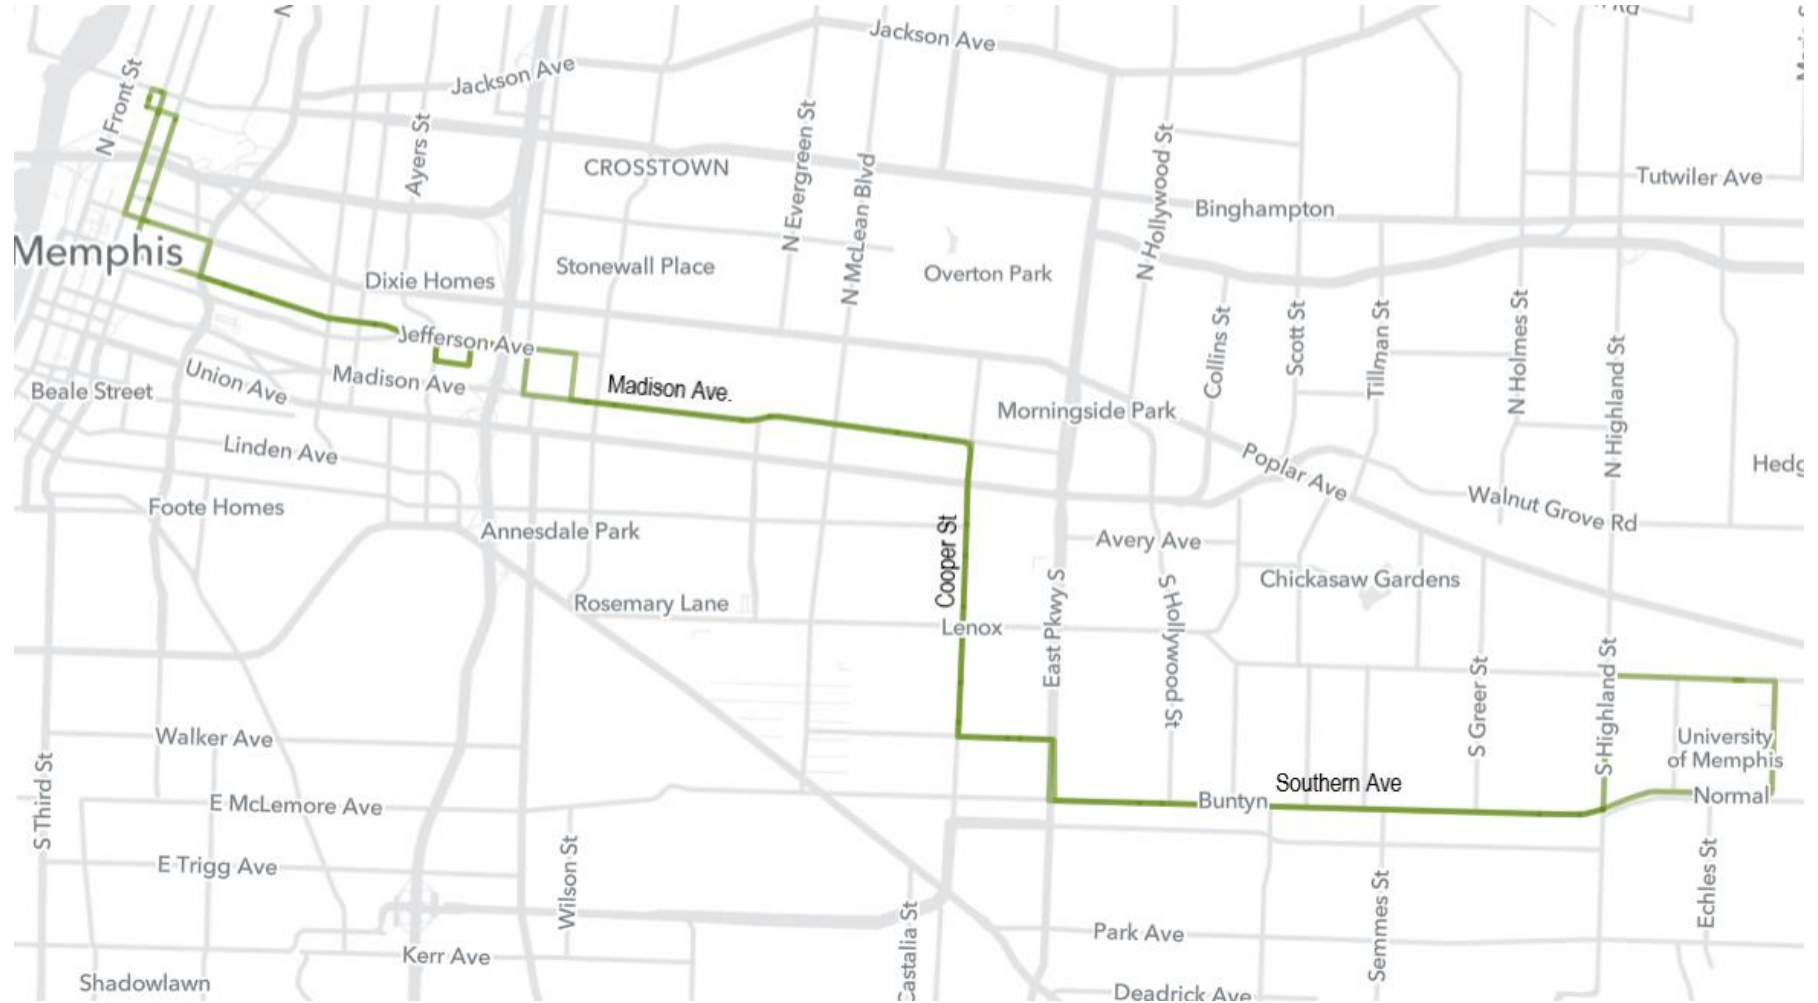 Jackson Ave
N Front St
Jackson Ave
Ayers St
N Evergreen St
CROSSTOWN
N McLean Blvd
N Hollywood St
Tutwiler Ave
Binghampton
Memphis
Dixie Homes
Stonewall Place
Overton Park
Collins St
Scott St
Tillman St
N Holmes St
N Highland St
Jefferson Ave
Madison Ave
Union Ave
Beale Street
Madison Ave.
Morningside Park
Linden Ave
Poplar Ave
Hedg
Walnut Grove Rd
Foote Homes
Annesdale Park
Cooper St
Avery Ave
East Pkwy S
S Hollywood St
Chickasaw Gardens
Rosemary Lane
Lenox
S Greer St
S Highland St
Walker Ave
University
of Memphis
S Third St
E McLemore Ave
Buntyn
Southern Ave
Normal
E Trigg Ave
Wilson St
Castalia St
Semmes St
Echles St
Park Ave
Kerr Ave
Shadowlawn
Deadrick Ave